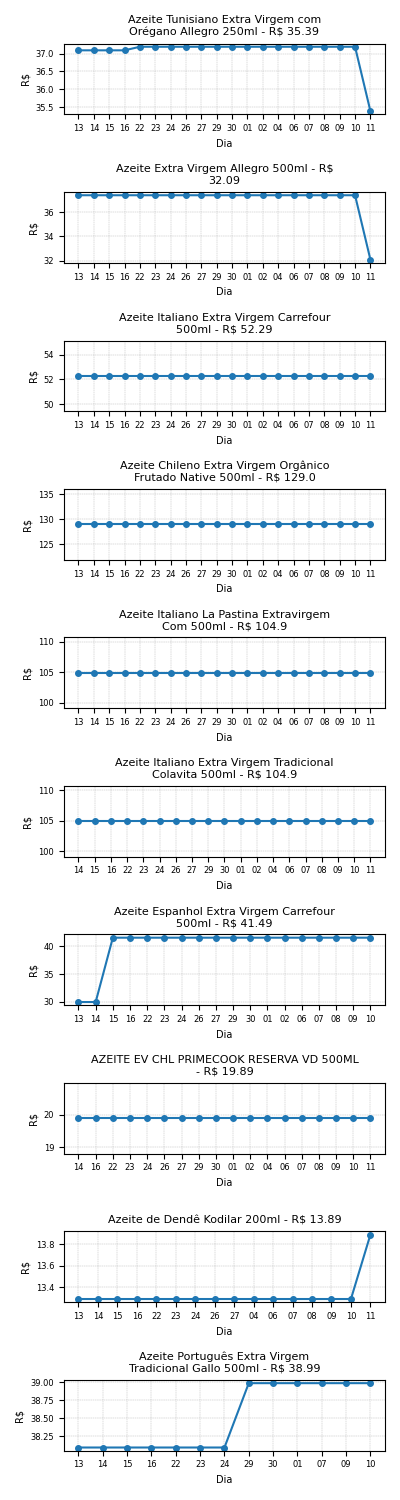 Azeite Tunisiano Extra Virgem com
Orégano Allegro 250ml - R$ 35.39
37.0
36.5
36.0
35.5
R$
13 14 15 16 22 23 24 26 27 29 30 01 02 04 06 07 08 09 10 11
Dia
Azeite Extra Virgem Allegro 500ml - R$
32.09
36
34
32
R$
13 14 15 16 22 23 24 26 27 29 30 01 02 04 06 07 08 09 10 11
Dia
Azeite Italiano Extra Virgem Carrefour
500ml - R$ 52.29
54
52
50
R$
13 14 15 16 22 23 24 26 27 29 30 01 02 04 06 07 08 09 10 11
Dia
Azeite Chileno Extra Virgem Orgânico
Frutado Native 500ml - R$ 129.0
135
130
125
R$
13 14 15 16 22 23 24 26 27 29 30 01 02 04 06 07 08 09 10 11
Dia
Azeite Italiano La Pastina Extravirgem
Com 500ml - R$ 104.9
110
105
100
R$
13 14 15 16 22 23 24 26 27 29 30 01 02 04 06 07 08 09 10 11
Dia
Azeite Italiano Extra Virgem Tradicional
Colavita 500ml - R$ 104.9
110
105
100
R$
14 15 16 22 23 24 26 27 29 30 01 02 04 06 07 08 09 10 11
Dia
Azeite Espanhol Extra Virgem Carrefour
500ml - R$ 41.49
40
35
30
R$
13 14 15 16 22 23 24 26 27 29 30 01 02 06 07 08 09 10
Dia
AZEITE EV CHL PRIMECOOK RESERVA VD 500ML
- R$ 19.89
20
19
R$
14 16 22 23 24 26 27 29 30 01 02 04 06 07 08 09 10 11
Dia
Azeite de Dendê Kodilar 200ml - R$ 13.89
13.8
13.6
13.4
R$
13 14 15 16 22 23 24 26 27 04 06 07 08 09 10 11
Dia
Azeite Português Extra Virgem
Tradicional Gallo 500ml - R$ 38.99
39.00
38.75
38.50
38.25
R$
13 14 15 16 22 23 24 29 30 01 07 09 10
Dia